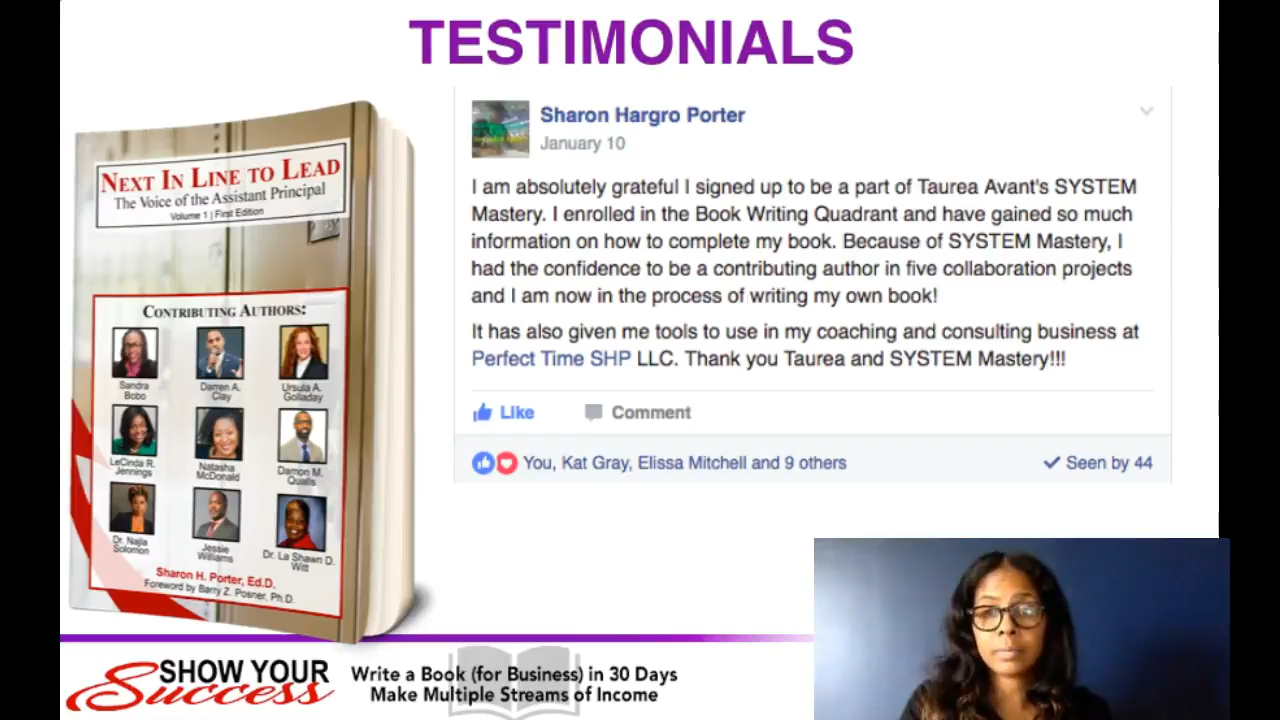 TESTIMONIALS
NEXT IN LINE TO LEAD
The Voice of the Assistant Principal
Volume 1 | First Edition
CONTRIBUTING AUTHORS:
Sandra
Bobo
Darren A.
Clay
Ursula A.
Golladay
LeCinda R.
Jennings
Natasha
McDonald
Damon M.
Qualls
Dr. Najla
Solomon
Jessie
Williams
Dr. La Shawn D.
Witt
Sharon H. Porter, Ed.D.
Foreword by Barry Z. Posner, Ph.D.
Sharon Hargro Porter
January 10
I am absolutely grateful I signed up to be a part of Taurea Avant's SYSTEM
Mastery. I enrolled in the Book Writing Quadrant and have gained so much
information on how to complete my book. Because of SYSTEM Mastery, I
had the confidence to be a contributing author in five collaboration projects
and I am now in the process of writing my own book!
It has also given me tools to use in my coaching and consulting business at
Perfect Time SHP LLC. Thank you Taurea and SYSTEM Mastery!!!
Like
Comment
You, Kat Gray, Elissa Mitchell and 9 others
Seen by 44
SHOW YOUR
Success
Write a Book (for Business) in 30 Days
Make Multiple Streams of Income